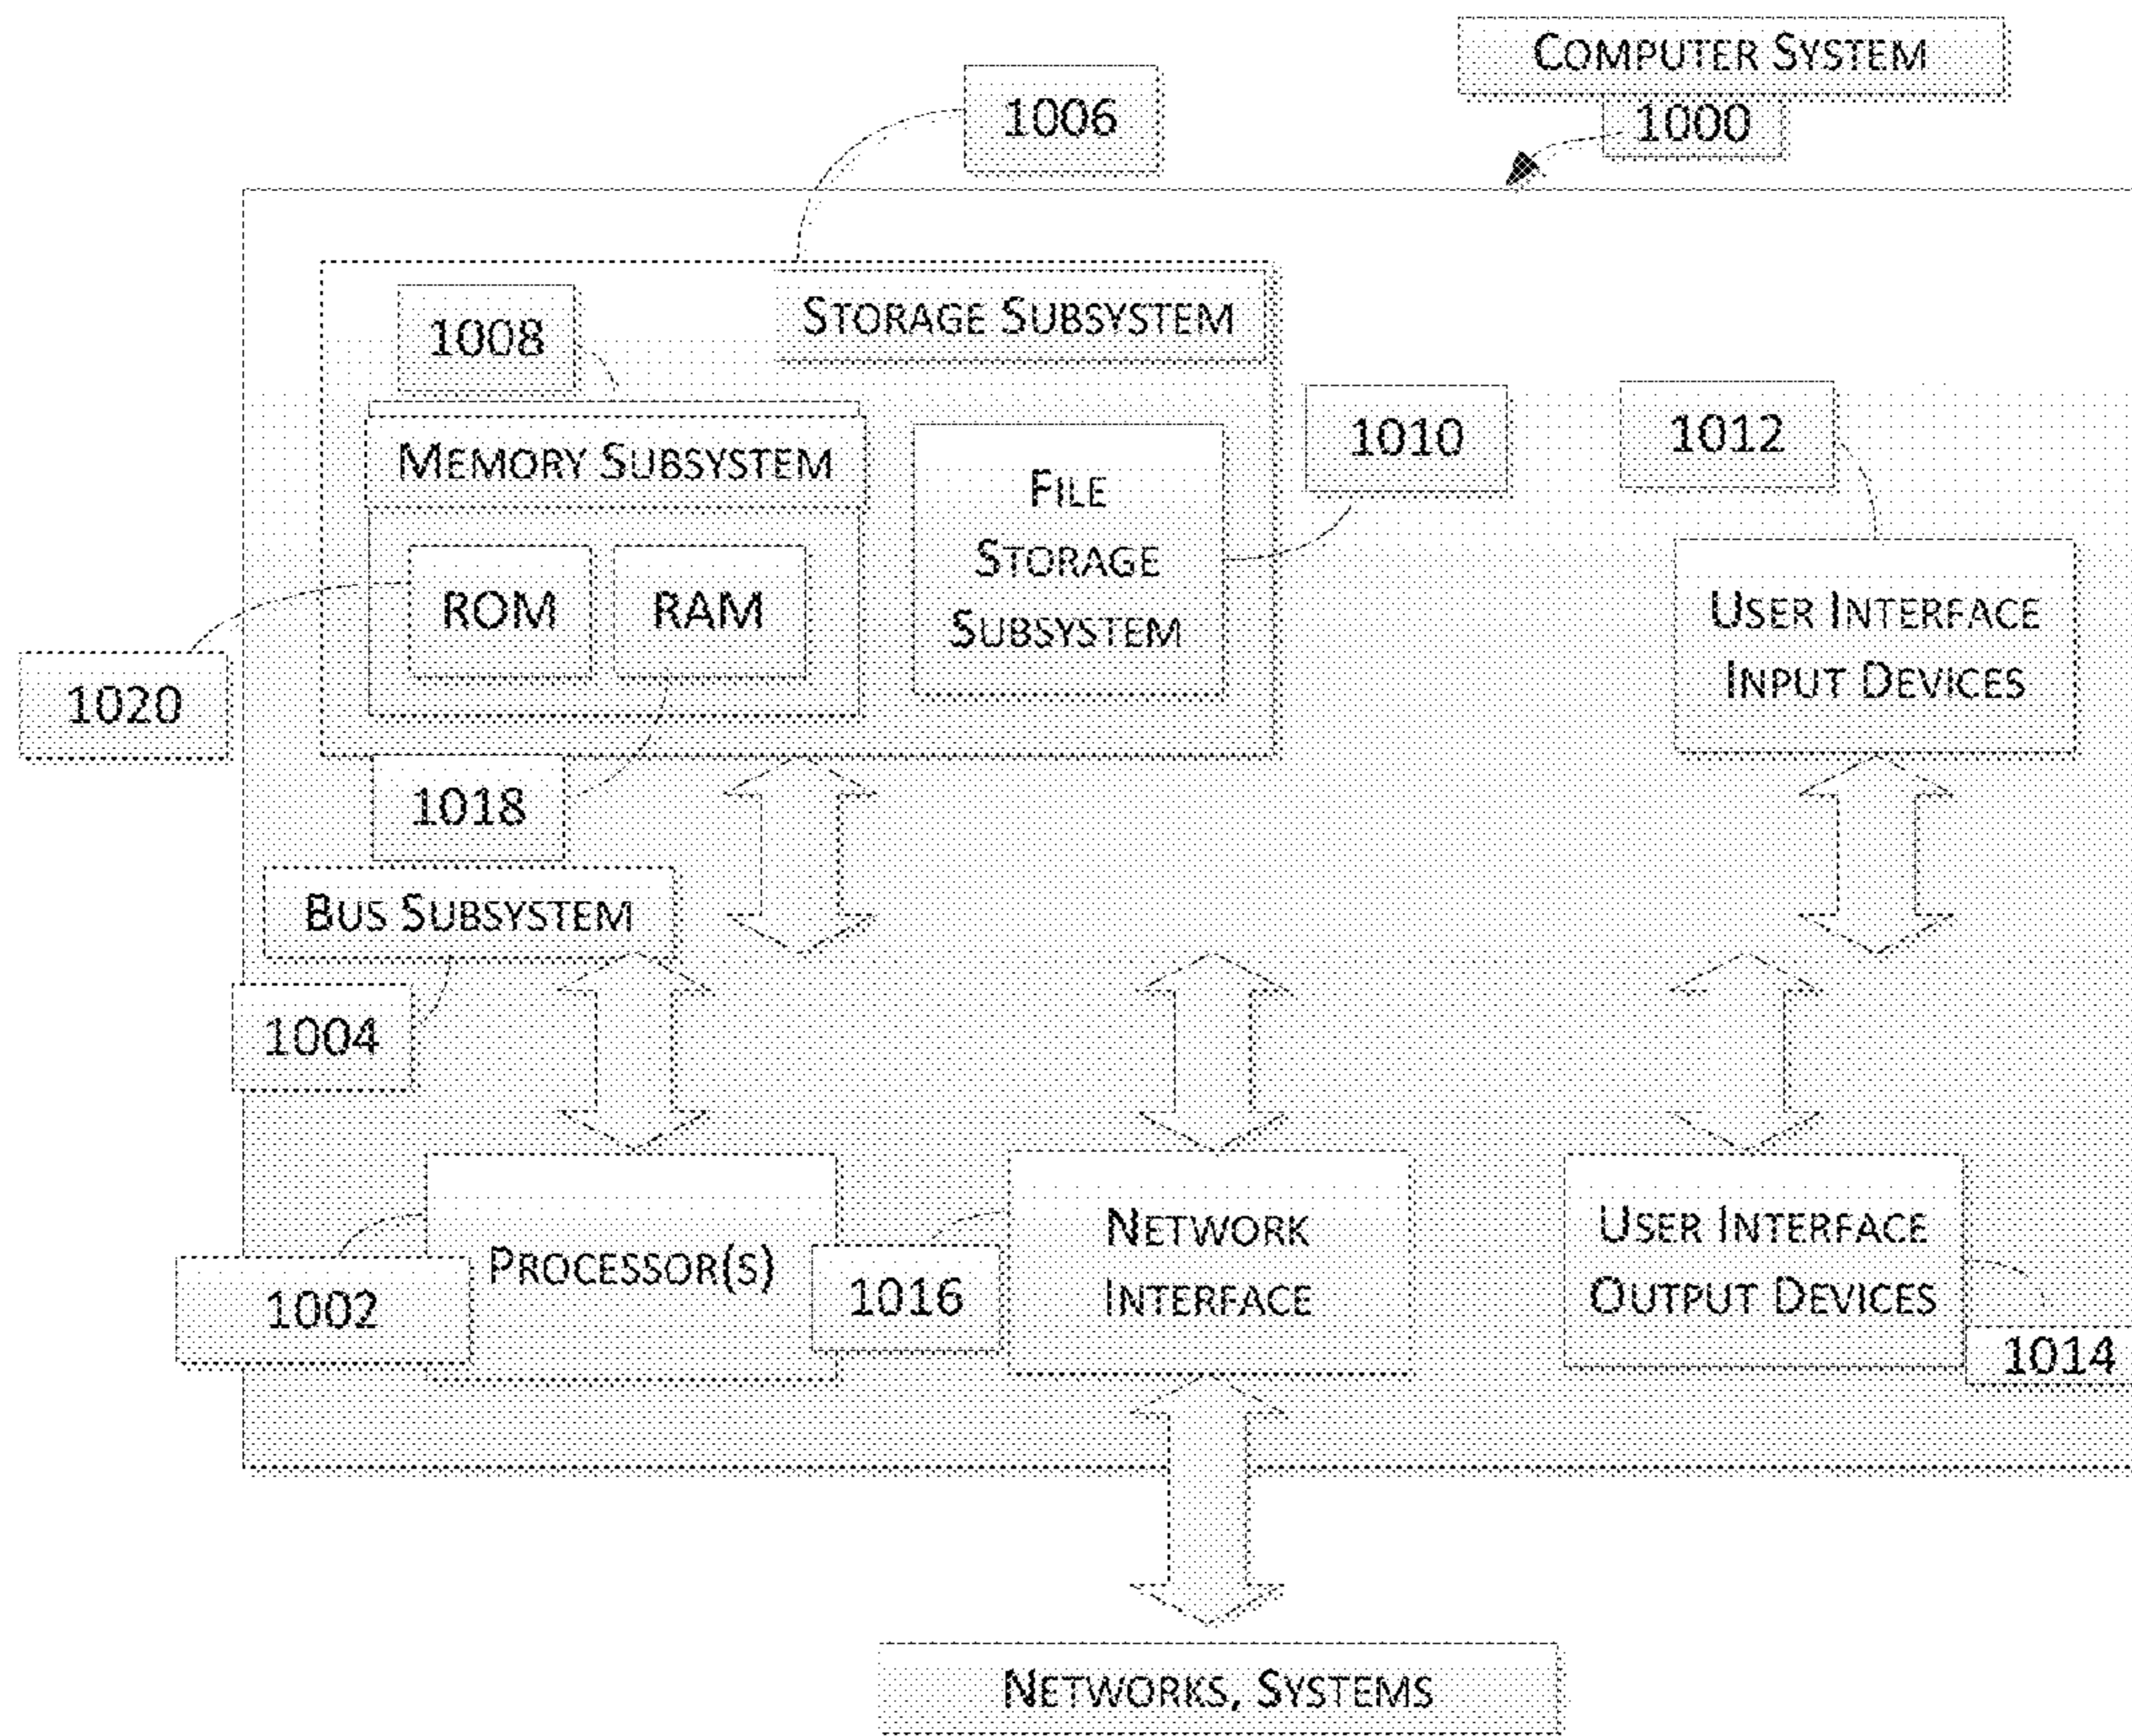 COMPUTER SYSTEM
1000
1006
STORAGE SUBSYSTEM
1008
MEMORY SUBSYSTEM
1010
1012
FILE
STORAGE
SUBSYSTEM
ROM
RAM
USER INTERFACE
INPUT DEVICES
1020
1018
BUS SUBSYSTEM
1004
PROCESSOR(S)
1002
NETWORK
INTERFACE
1016
USER INTERFACE
OUTPUT DEVICES
1014
NETWORKS, SYSTEMS